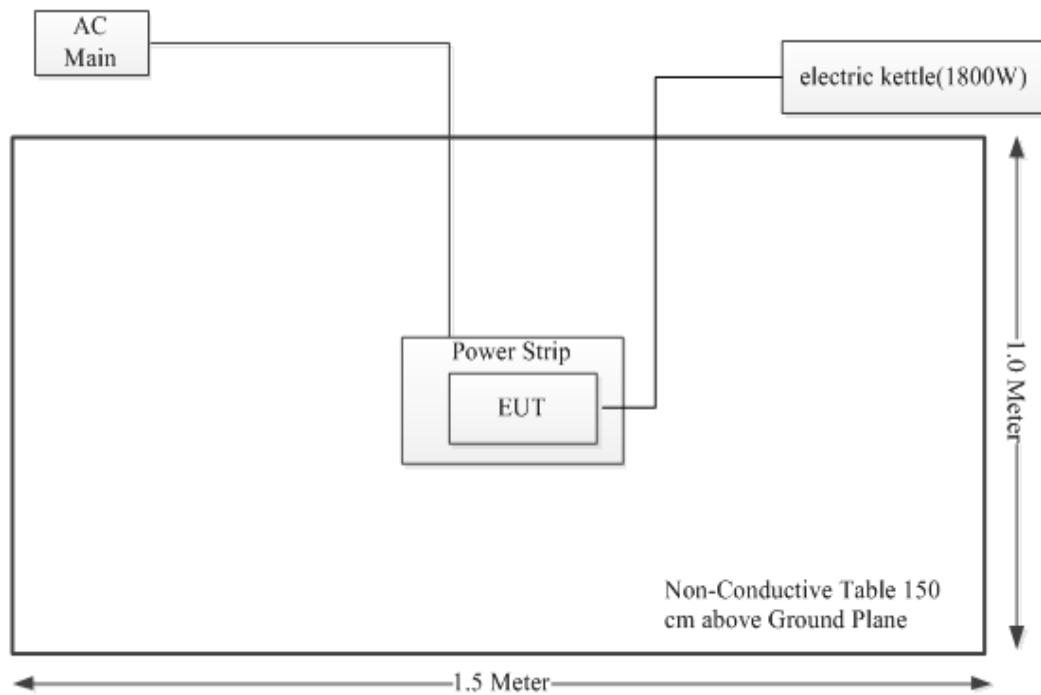 AC
Main
electric kettle(1800W)
Power Strip
EUT
1.0 Meter
Non-Conductive Table 150
cm above Ground Plane
1.5 Meter